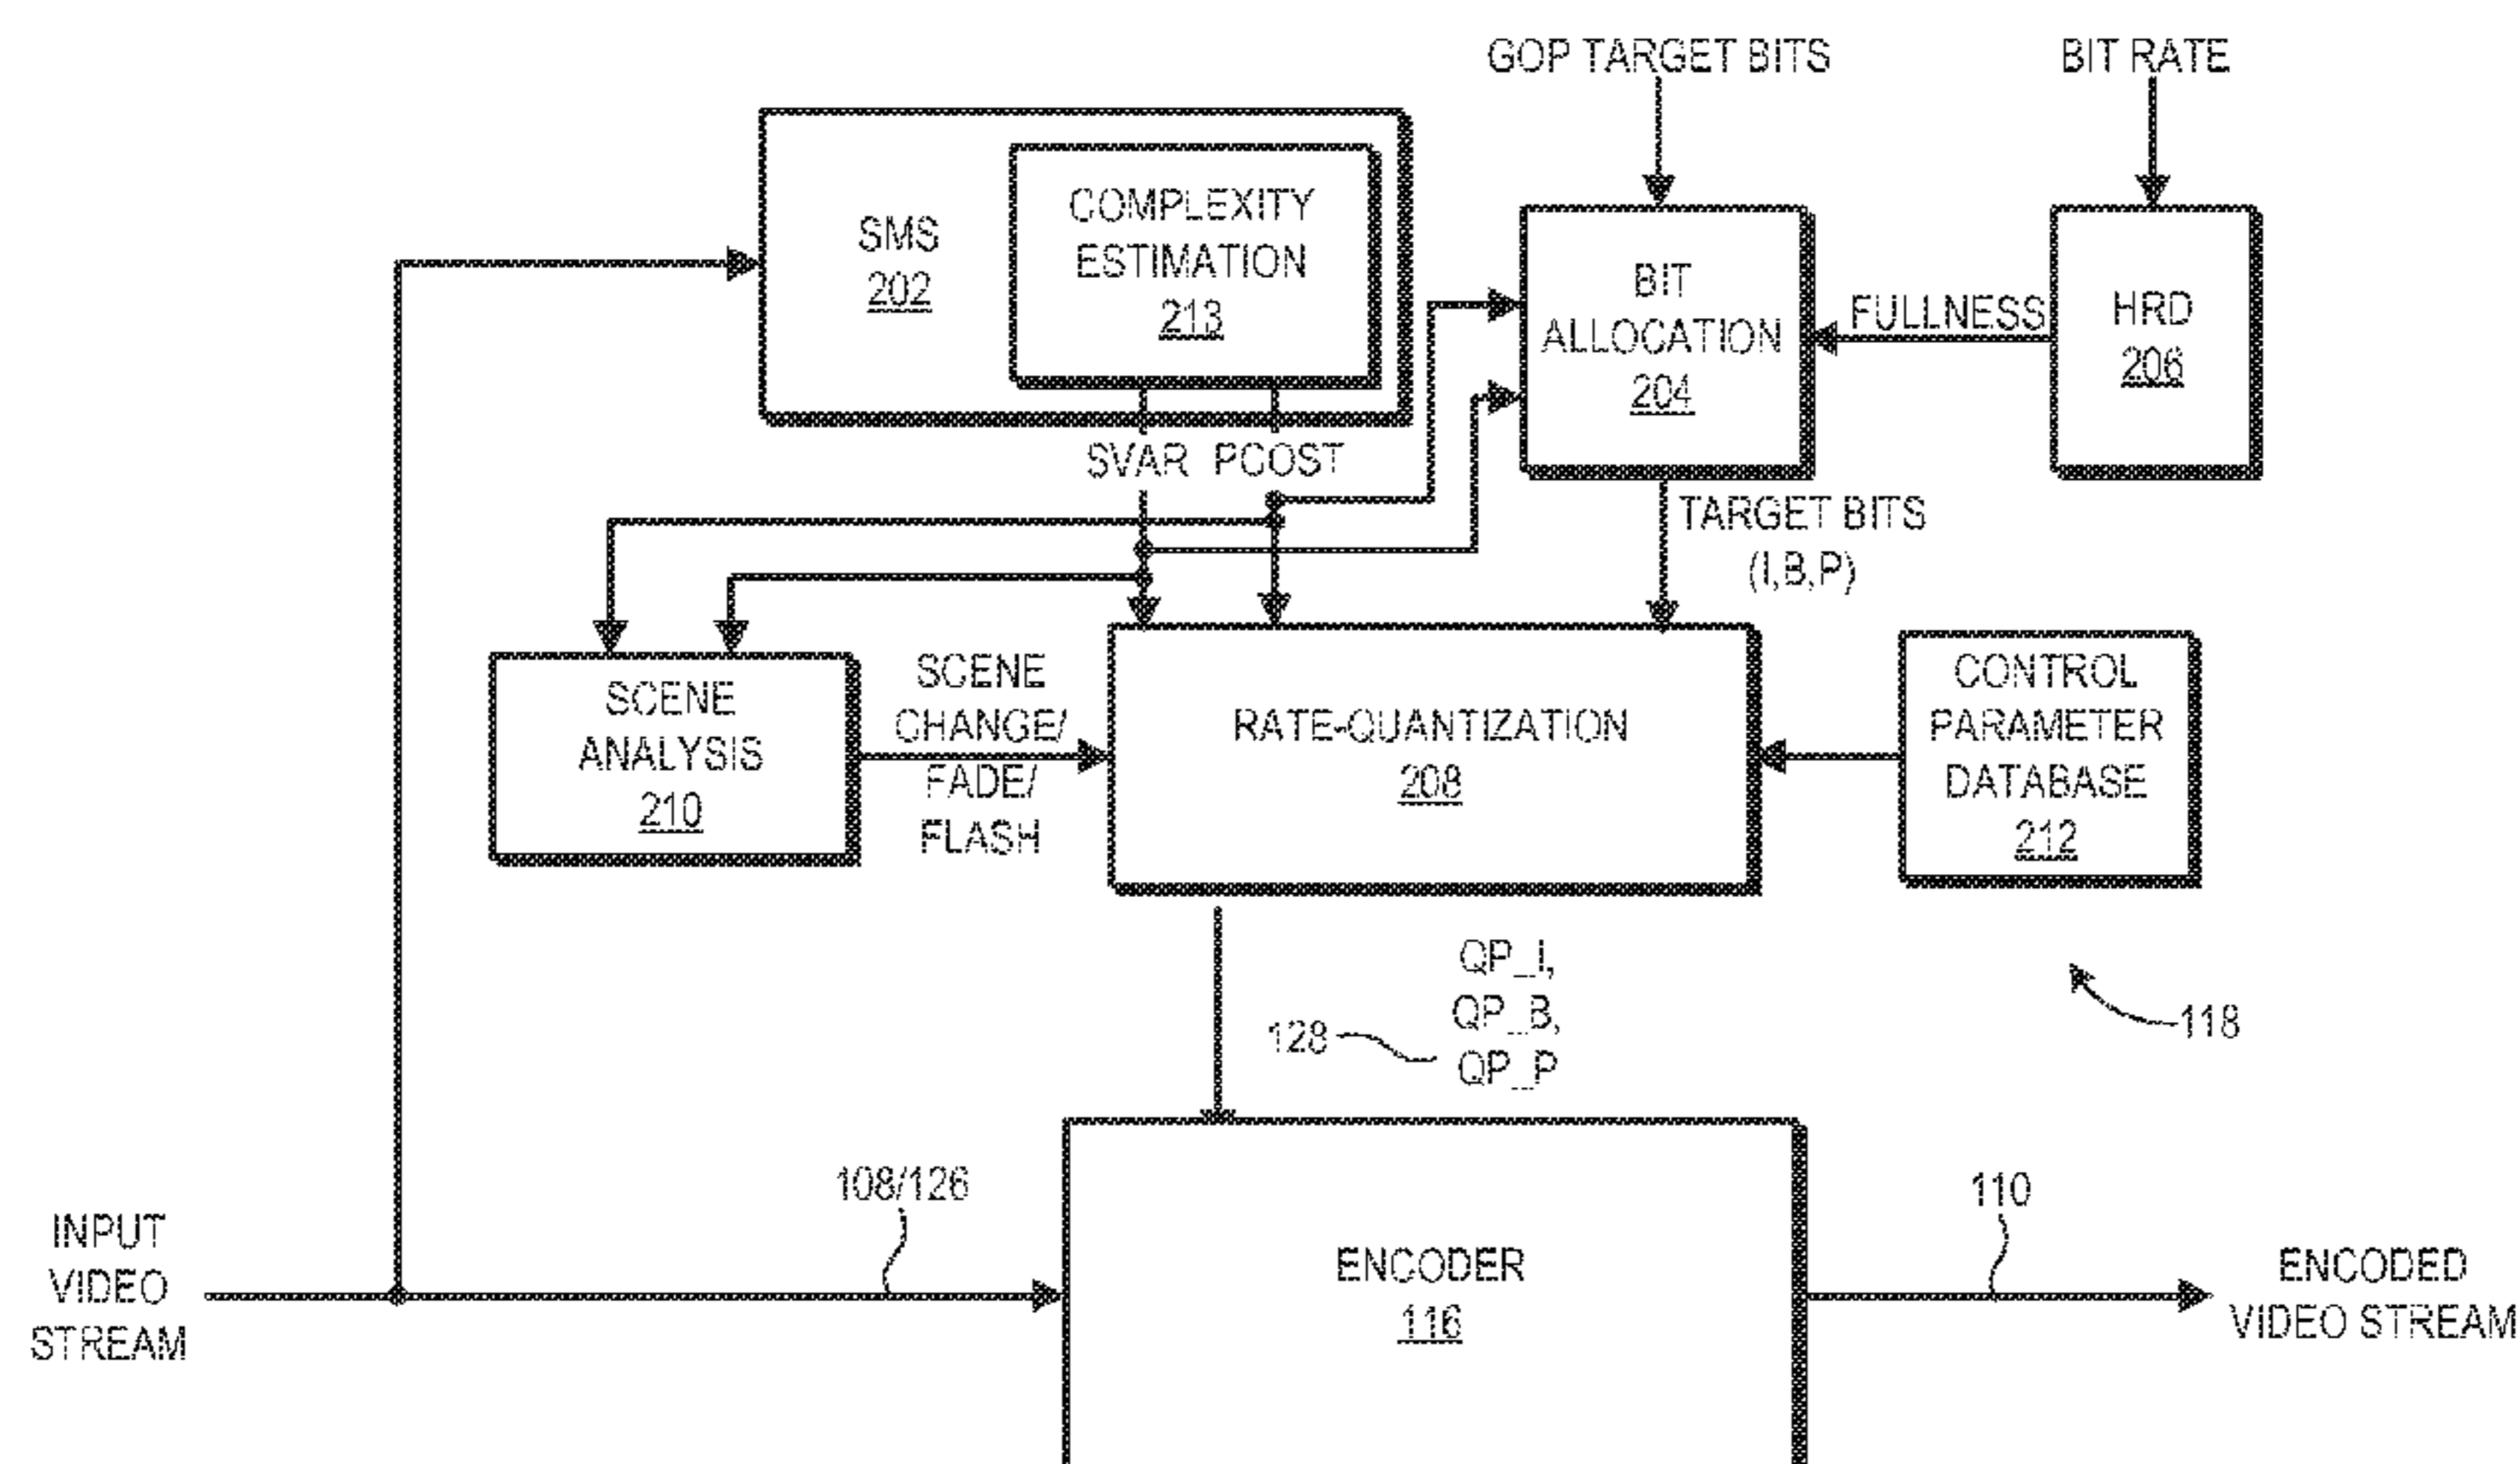 GOP TARGET BITS
BIT RATE
SMS
202
COMPLEXITY
ESTIMATION
213
BIT
ALLOCATION
204
FULLNESS
HRD
206
SVAR PCOST
TARGET BITS
(I,B,P)
SCENE
ANALYSIS
210
SCENE
CHANGE/
FADE/
FLASH
RATE-QUANTIZATION
208
CONTROL
PARAMETER
DATABASE
212
QP_I,
QP_B,
QP_P
128
118
108/126
110
INPUT
VIDEO
STREAM
ENCODER
116
ENCODED
VIDEO STREAM